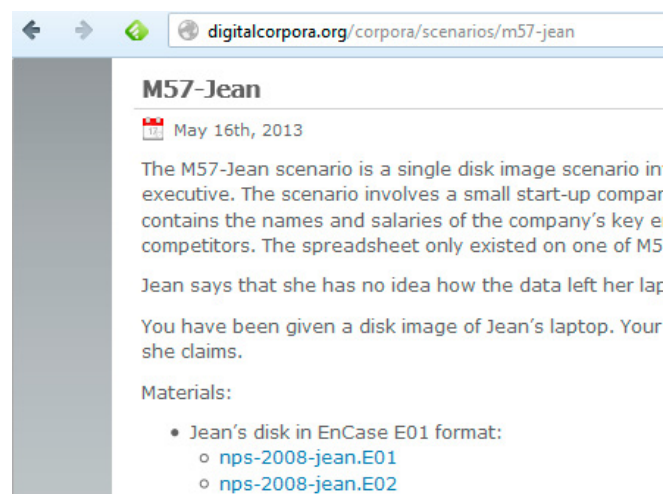 digitalcorpora.org/corpora/scenarios/m57-jean
M57-Jean
May 16th, 2013
The M57-Jean scenario is a single disk image scenario in
executive. The scenario involves a small start-up compa
contains the names and salaries of the company's key e
competitors. The spreadsheet only existed on one of M5
Jean says that she has no idea how the data left her lap
You have been given a disk image of Jean's laptop. Your
she claims.
Materials:
• Jean's disk in EnCase E01 format:
○ nps-2008-jean.E01
○ nps-2008-jean.E02